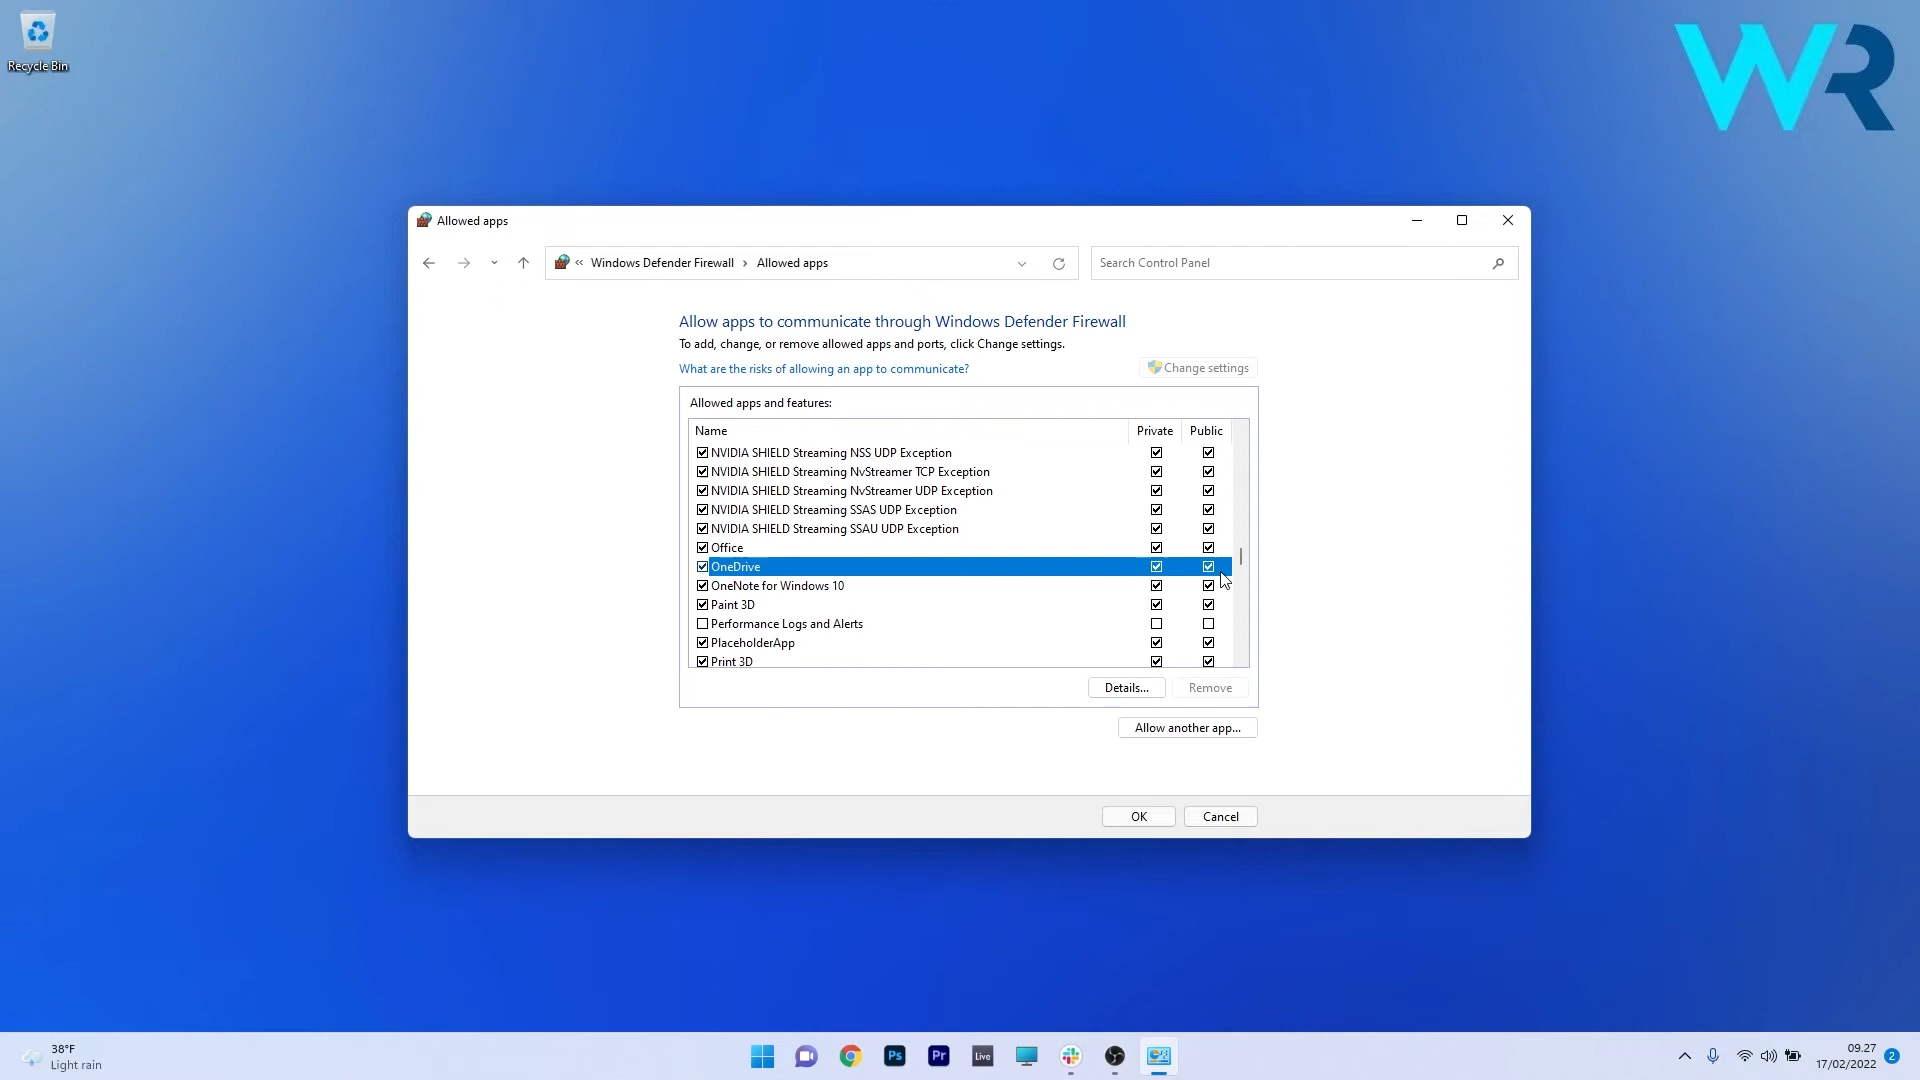 Recycle Bin
WR
Allowed apps
Windows Defender Firewall
Allowed apps
Search Control Panel
Allow apps to communicate through Windows Defender Firewall
To add, change, or remove allowed apps and ports, click Change settings.
What are the risks of allowing an app to communicate?
Change settings
Allowed apps and features:
Name Private Public
NVIDIA SHIELD Streaming NSS UDP Exception
NVIDIA SHIELD Streaming NvStreamer TCP Exception
NVIDIA SHIELD Streaming NvStreamer UDP Exception
NVIDIA SHIELD Streaming SSAS UDP Exception
NVIDIA SHIELD Streaming SSAU UDP Exception
Office
OneDrive
OneNote for Windows 10
Paint 3D
Performance Logs and Alerts
PlaceholderApp
Print 3D
Details... Remove
Allow another app...
OK Cancel
38°F
Light rain
Ps
Pr
Live
09.27
17/02/2022
2